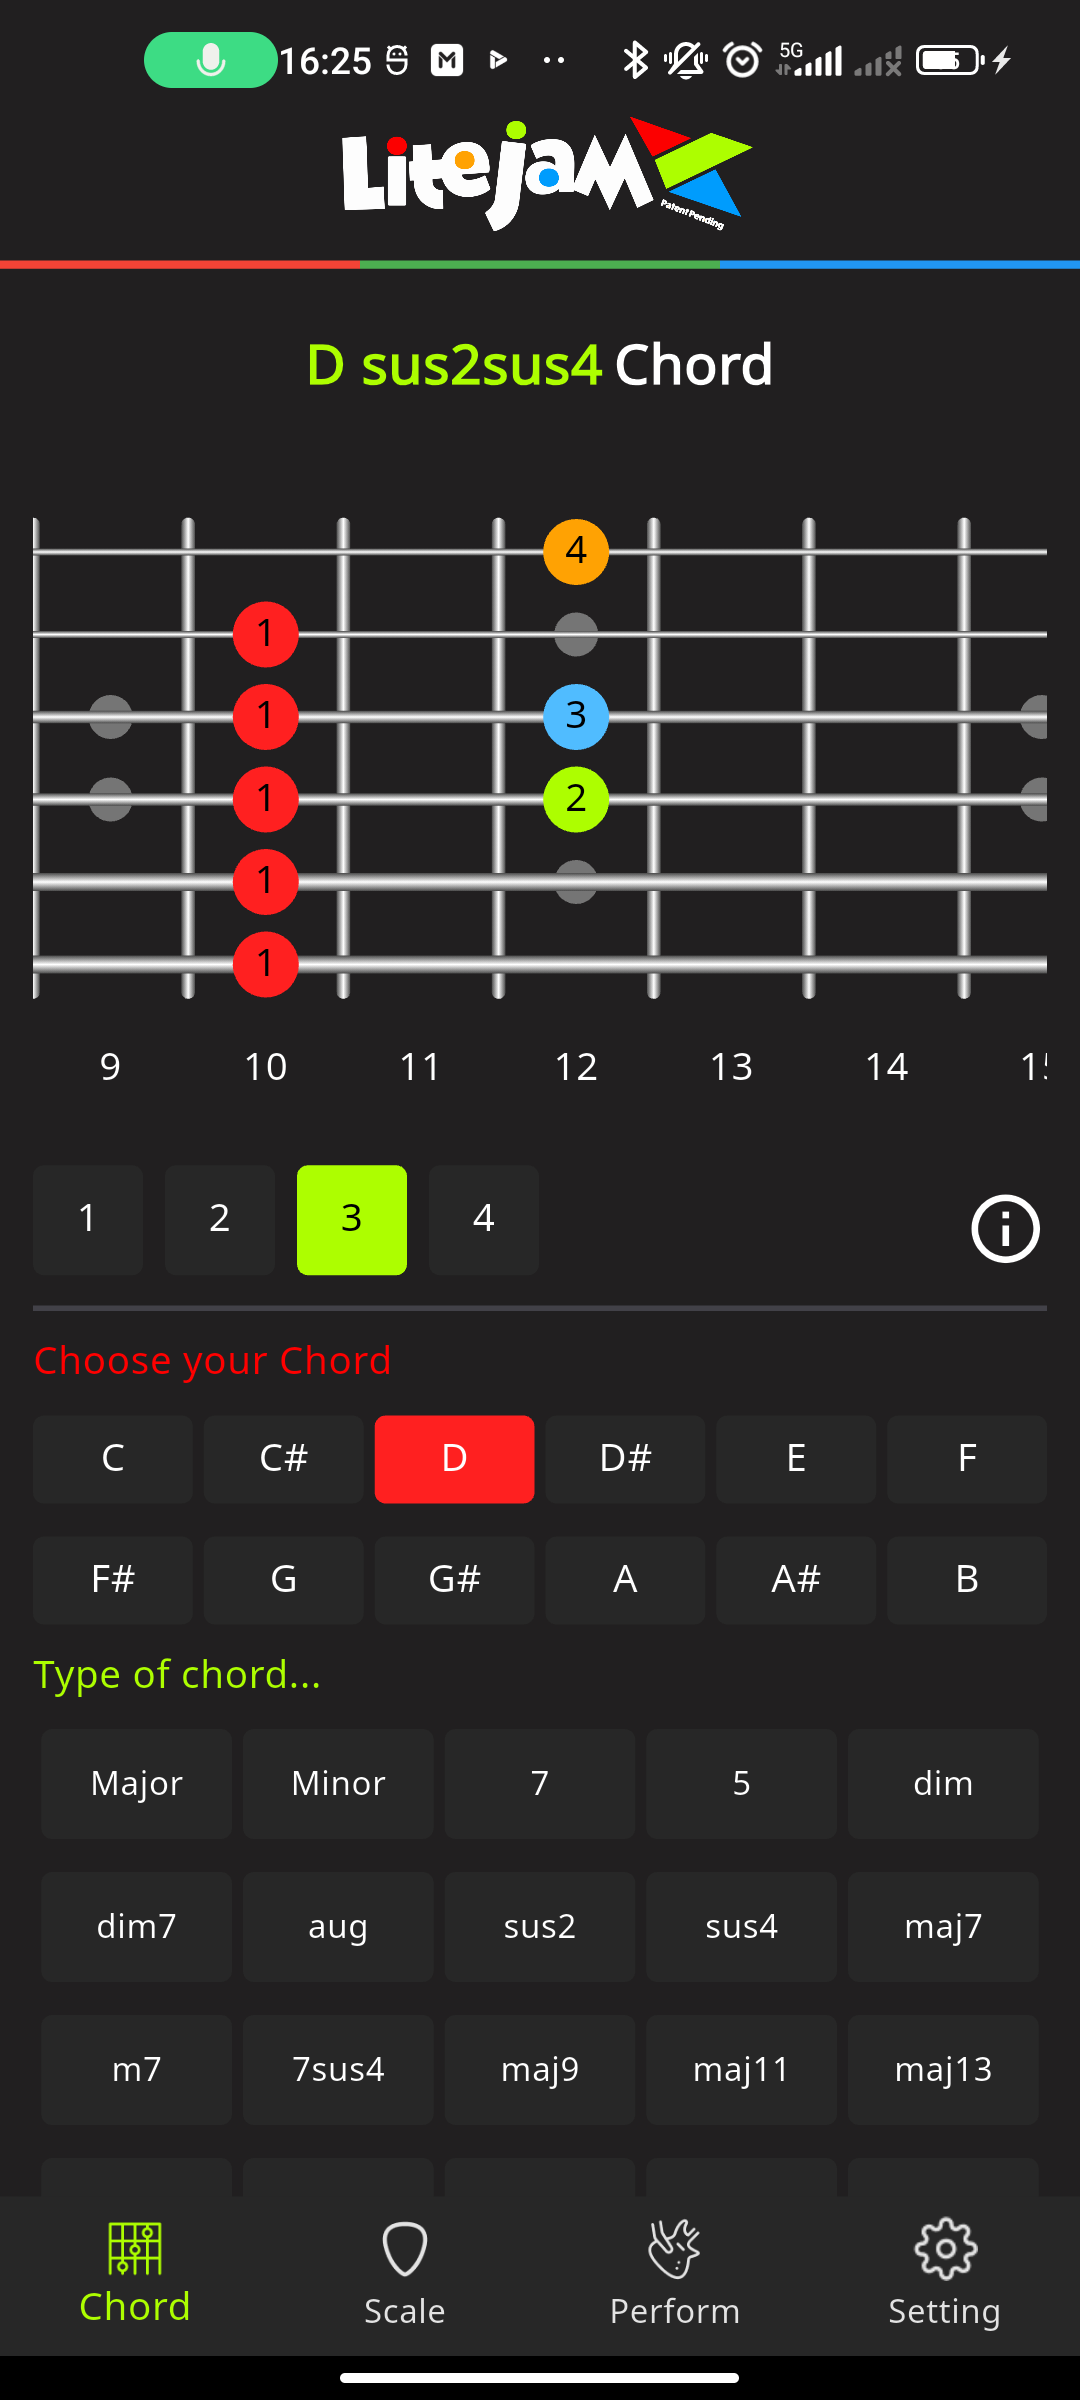 16:25 5G
Litejam
Patent Pending
D sus2sus4 Chord
4
1
1 3
1 2
1
1
9 10 11 12 13 14
1 2 3 4
Choose your Chord
C C# D D# E F
F# G G# A A# B
Type of chord...
Major Minor 7 5 dim
dim7 aug sus2 sus4 maj7
m7 7sus4 maj9 maj11 maj13
Chord Scale Perform Setting